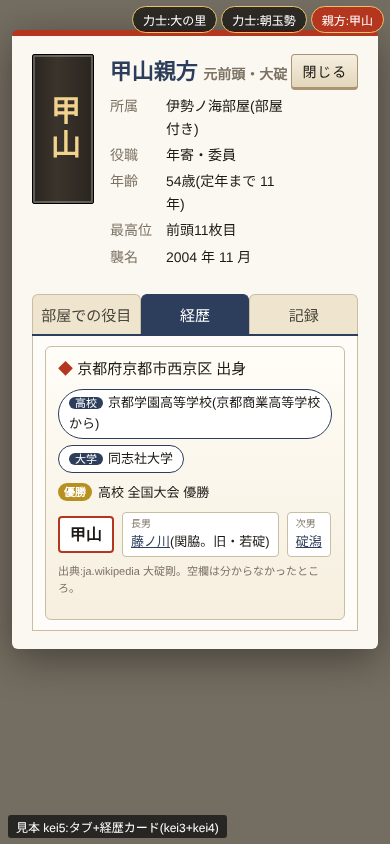 力士:大の里 力士:朝玉勢 親方:甲山
甲山
甲山親方 元前頭・大碇 閉じる
所属 伊勢ノ海部屋(部屋
付き)
役職 年寄・委員
年齢 54歳(定年まで 11
年)
最高位 前頭11枚目
襲名 2004 年 11 月
部屋での役目 経歴 記録
◆ 京都府京都市西京区 出身
高校 京都学園高等学校(京都商業高等学校
から)
大学 同志社大学
優勝 高校 全国大会 優勝
甲山
長男
藤ノ川(関脇。旧・若碇)
次男
碇潟
出典:ja.wikipedia 大碇剛。空欄は分からなかったとこ
ろ。
見本 kei5:タブ+経歴カード(kei3+kei4)